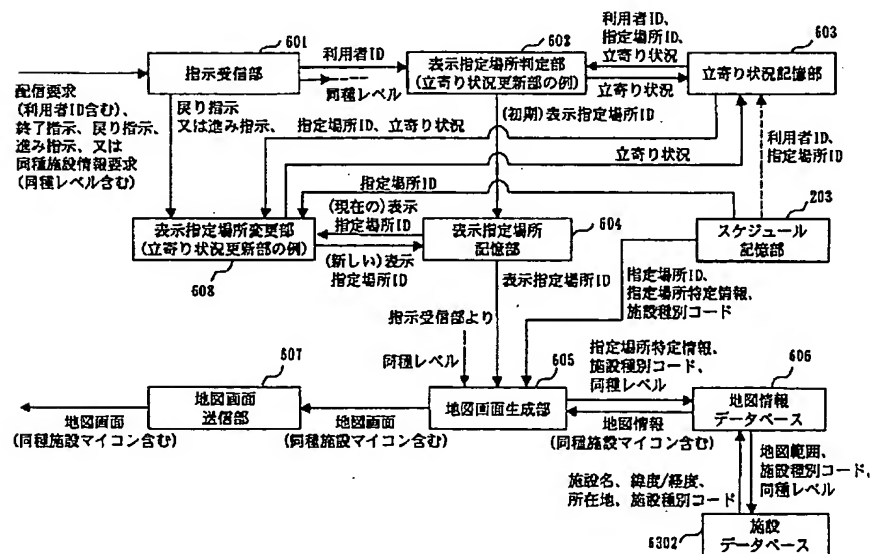 601
指示受信部
利用者ID
同種レベル
602
表示指定場所判定部
(立寄り状況更新部の例)
利用者ID、
指定場所ID、
立寄り状況
立寄り状況
603
立寄り状況記憶部
配信要求
(利用者ID含む)、
終了指示、戻り指示、
進み指示、又は
同種施設情報要求
(同種レベル含む)
戻り指示
又は進み指示、
指定場所ID、立寄り状況
(初期)表示指定場所ID
立寄り状況
利用者ID、
指定場所ID
指定場所ID
表示指定場所変更部
(立寄り状況更新部の例)
608
(現在の)表示
指定場所ID
(新しい)表示
指定場所ID
604
表示指定場所
記憶部
203
スケジュール
記憶部
表示指定場所ID
指定場所ID、
指定場所特定情報、
施設種別コード
指示受信部より
同種レベル
607
地図画面
送信部
605
地図画面生成部
指定場所特定情報、
施設種別コード、
同種レベル
606
地図情報
データベース
地図画面
(同種施設マイコン含む)
地図画面
(同種施設マイコン含む)
地図情報
(同種施設マイコン含む)
地図範囲、
施設種別コード、
同種レベル
施設名、緯度/経度、
所在地、施設種別コード
6302
施設
データベース